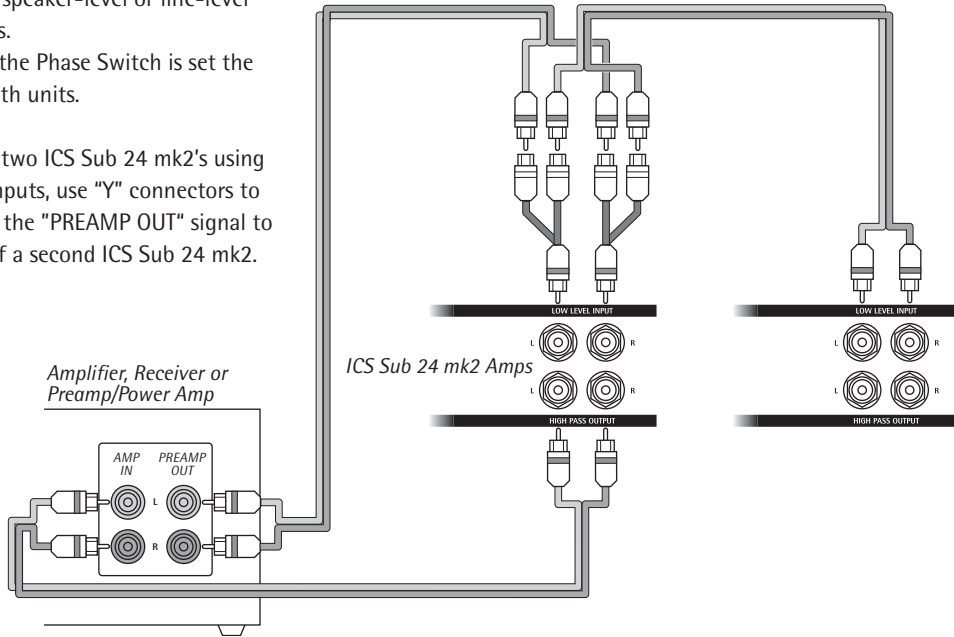 speaker-level or line-level
s.
the Phase Switch is set the
th units.
two ICS Sub 24 mk2's using
nputs, use “Y” connectors to
the ”PREAMP OUT“ signal to
f a second ICS Sub 24 mk2.
LOW LEVEL INPUT
L R
ICS Sub 24 mk2 Amps
L R
HIGH PASS OUTPUT
LOW LEVEL INPUT
L R
L R
HIGH PASS OUTPUT
Amplifier, Receiver or
Preamp/Power Amp
AMP
IN
PREAMP
OUT
L
R